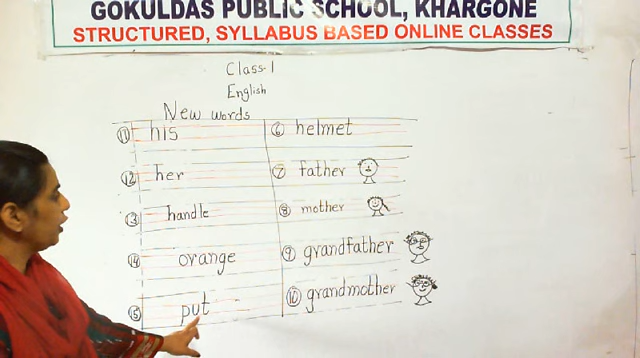 GOKULDAS PUBLIC SCHOOL, KHARGONE
STRUCTURED, SYLLABUS BASED ONLINE CLASSES
Class-1
English
New words
11 his
12 her
13 handle
14 orange
15 put
6 helmet
7 father
8 mother
9 grandfather
10 grandmother